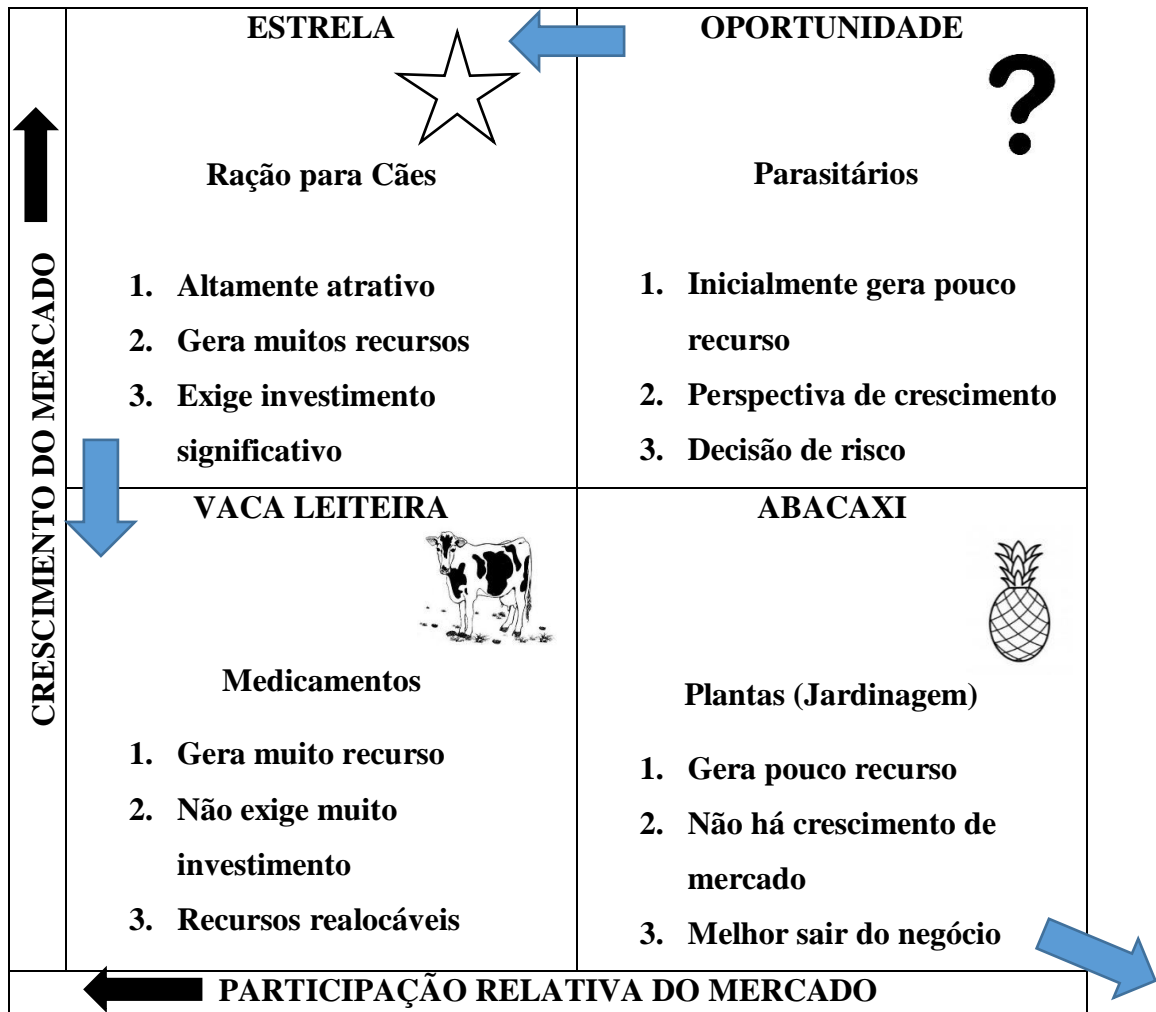 ESTRELA
Ração para Cães
1. Altamente atrativo
2. Gera muitos recursos
3. Exige investimento
significativo
OPORTUNIDADE
?
Parasitários
1. Inicialmente gera pouco
recurso
2. Perspectiva de crescimento
3. Decisão de risco
CRESCIMENTO DO MERCADO
VACA LEITEIRA
Medicamentos
1. Gera muito recurso
2. Não exige muito
investimento
3. Recursos realocáveis
ABACAXI
Plantas (Jardinagem)
1. Gera pouco recurso
2. Não há crescimento de
mercado
3. Melhor sair do negócio
PARTICIPAÇÃO RELATIVA DO MERCADO